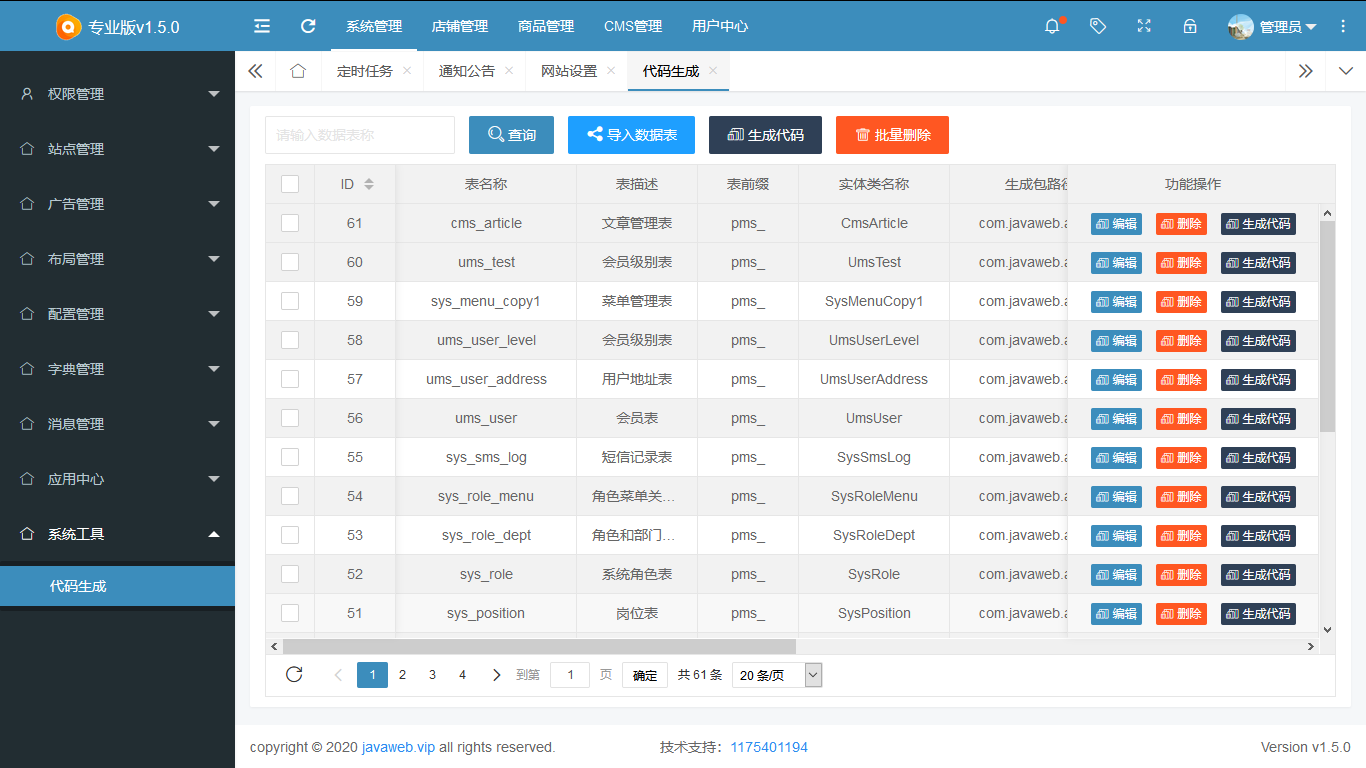 专业版v1.5.0 系统管理 店铺管理 商品管理 CMS管理 用户中心 管理员
定时任务 通知公告 网站设置 代码生成
权限管理
站点管理
广告管理
布局管理
配置管理
字典管理
消息管理
应用中心
系统工具
代码生成
请输入数据表称 查询 导入数据表 生成代码 批量删除
ID 表名称 表描述 表前缀 实体类名称 生成包路径 功能操作
61 cms_article 文章管理表 pms_ CmsArticle com.javaweb.a 编辑 删除 生成代码
60 ums_test 会员级别表 pms_ UmsTest com.javaweb.a 编辑 删除 生成代码
59 sys_menu_copy1 菜单管理表 pms_ SysMenuCopy1 com.javaweb.a 编辑 删除 生成代码
58 ums_user_level 会员级别表 pms_ UmsUserLevel com.javaweb.a 编辑 删除 生成代码
57 ums_user_address 用户地址表 pms_ UmsUserAddress com.javaweb.a 编辑 删除 生成代码
56 ums_user 会员表 pms_ UmsUser com.javaweb.a 编辑 删除 生成代码
55 sys_sms_log 短信记录表 pms_ SysSmsLog com.javaweb.a 编辑 删除 生成代码
54 sys_role_menu 角色菜单关... pms_ SysRoleMenu com.javaweb.a 编辑 删除 生成代码
53 sys_role_dept 角色和部门... pms_ SysRoleDept com.javaweb.a 编辑 删除 生成代码
52 sys_role 系统角色表 pms_ SysRole com.javaweb.a 编辑 删除 生成代码
51 sys_position 岗位表 pms_ SysPosition com.javaweb.a 编辑 删除 生成代码
1 2 3 4 到第 1 页 确定 共 61 条 20 条/页
copyright © 2020 javaweb.vip all rights reserved. 技术支持：1175401194 Version v1.5.0